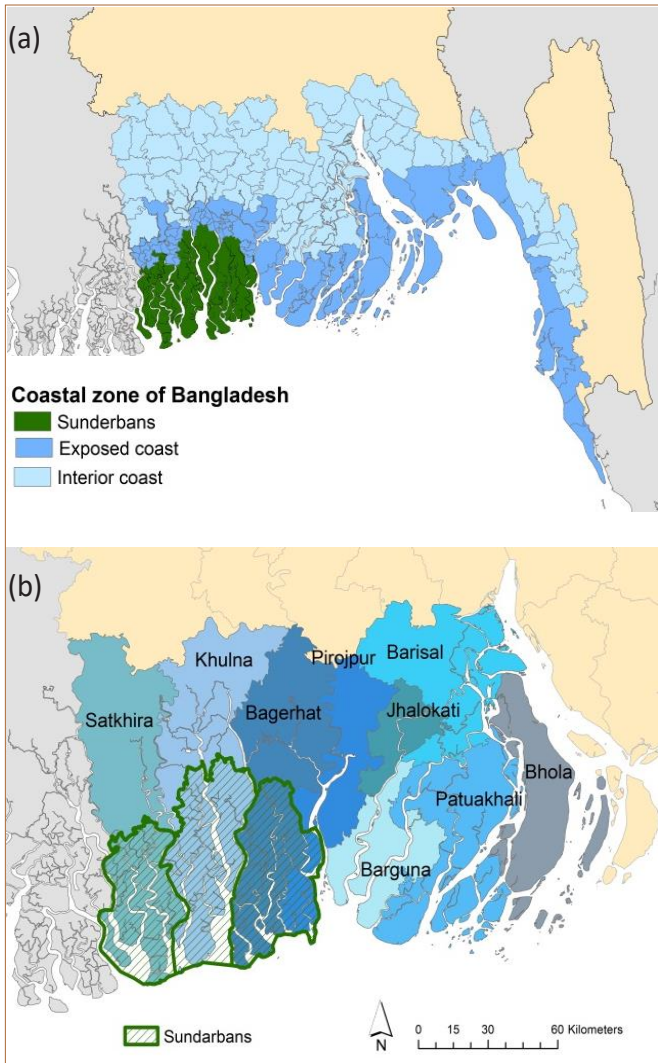 (a)
Coastal zone of Bangladesh
Sunderbans
Exposed coast
Interior coast
(b)
Khulna
Pirojpur
Barisal
Satkhira
Bagerhat
Jhalokati
Bhola
Patuakhali
Barguna
Sundarbans
N
0 15 30 60 Kilometers